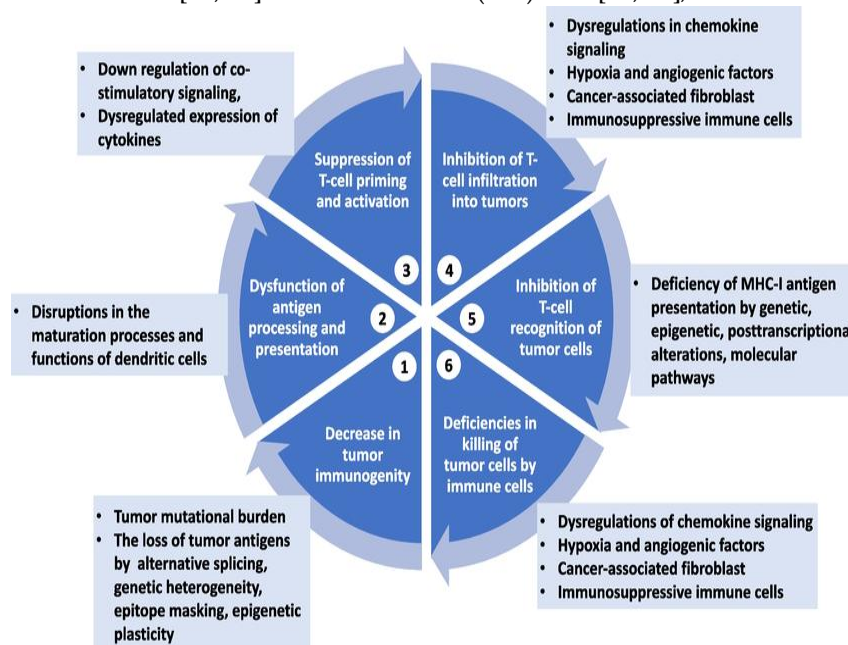 • Down regulation of co-
stimulatory signaling,
• Dysregulated expression of
cytokines
• Dysregulations in chemokine
signaling
• Hypoxia and angiogenic factors
• Cancer-associated fibroblast
• Immunosuppressive immune cells
Suppression of
T-cell priming
and activation
3
Inhibition of T-
cell infiltration
into tumors
4
• Disruptions in the
maturation processes and
functions of dendritic cells
Dysfunction of
antigen
processing and
presentation
2
Inhibition of
T-cell
recognition of
tumor cells
5
• Deficiency of MHC-I antigen
presentation by genetic,
epigenetic, posttranscriptiona
alterations, molecular
pathways
1
Decrease in
tumor
immunogenity
6
Deficiencies in
killing of
tumor cells by
immune cells
• Tumor mutational burden
• The loss of tumor antigens
by alternative splicing,
genetic heterogeneity,
epitope masking, epigenetic
plasticity
• Dysregulations of chemokine signaling
• Hypoxia and angiogenic factors
• Cancer-associated fibroblast
• Immunosuppressive immune cells